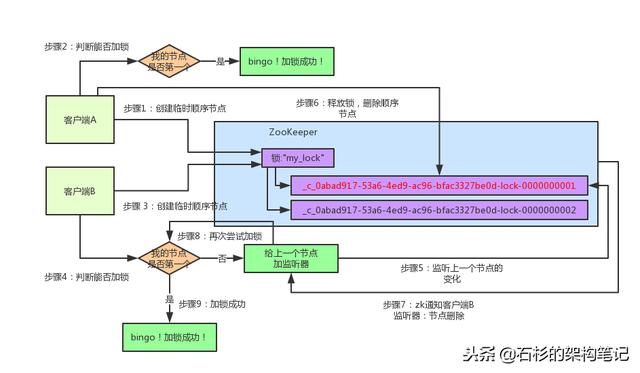 步骤2：判断能否加锁
我的节点
是否第一个
是
bingo！加锁成功！
步骤6：释放锁，删除顺序
节点
客户端A
步骤1：创建临时顺序节点
ZooKeeper
锁:"my_lock"
_c_0abad917-53a6-4ed9-ac96-bfac3327be0d-lock-0000000001
客户端B
_c_0abad917-53a6-4ed9-ac96-bfac3327be0d-lock-0000000002
步骤 3：创建临时顺序节点
步骤8：再次尝试加锁
我的节点
是否第一个
否
给上一个节点
加监听器
步骤5：监听上一个节点的
变化
步骤4：判断能否加锁
是
步骤9：加锁成功
步骤7：zk通知客户端B
监听器：节点删除
bingo！加锁成功！
头条 @石杉的架构笔记